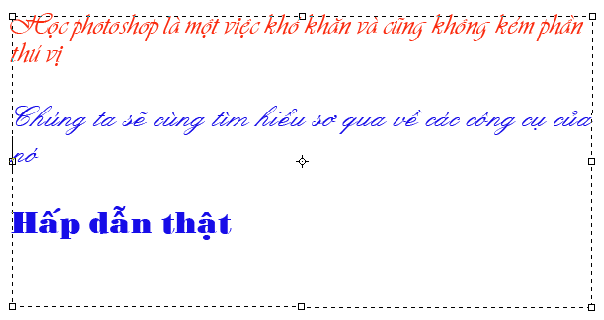 Học photoshop là một việc khó khăn và cũng không kém phần
thú vị
Chúng ta sẽ cùng tìm hiểu sơ qua về các công cụ của
nó
Hấp dẫn thật